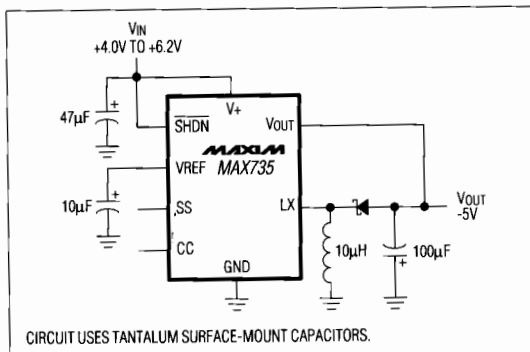 VIN
+4.0V TO +6.2V
47µF
+
V+
SHDN
VOUT
MAXIM
MAX735
VREF
10µF
+
SS
LX
CC
GND
10µH
100µF
+
VOUT
-5V
CIRCUIT USES TANTALUM SURFACE-MOUNT CAPACITORS.